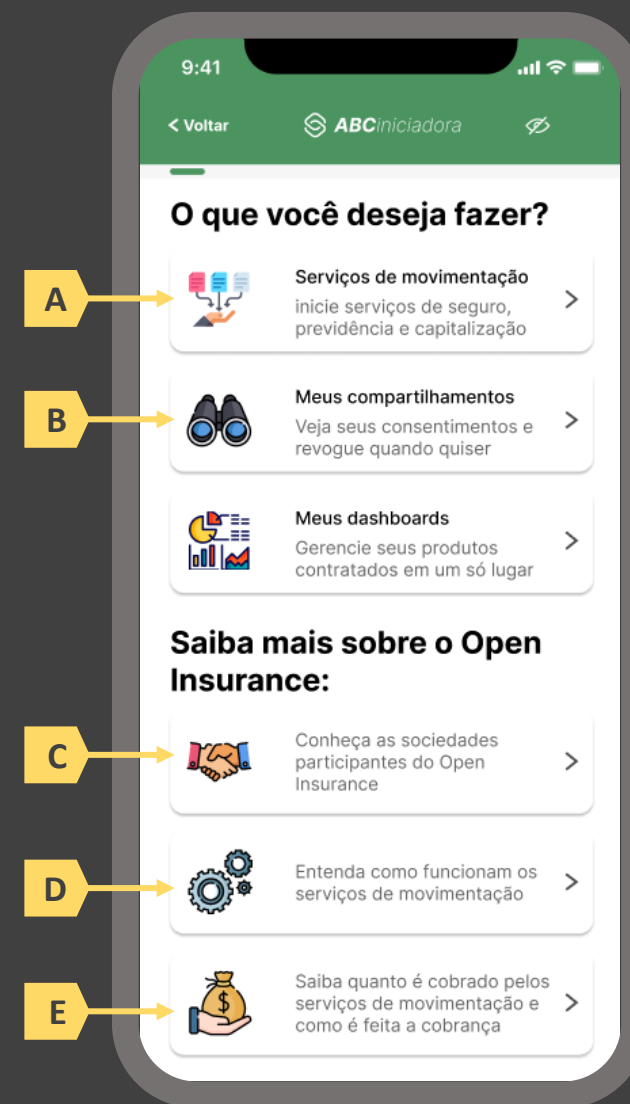 9:41
< Voltar
ABCiniciadora
O que você deseja fazer?
A
Serviços de movimentação
inicie serviços de seguro,
previdência e capitalização
B
Meus compartilhamentos
Veja seus consentimentos e
revogue quando quiser
Meus dashboards
Gerencie seus produtos
contratados em um só lugar
Saiba mais sobre o Open
Insurance:
C
Conheça as sociedades
participantes do Open
Insurance
D
Entenda como funcionam os
serviços de movimentação
E
$
Saiba quanto é cobrado pelos
serviços de movimentação e
como é feita a cobrança